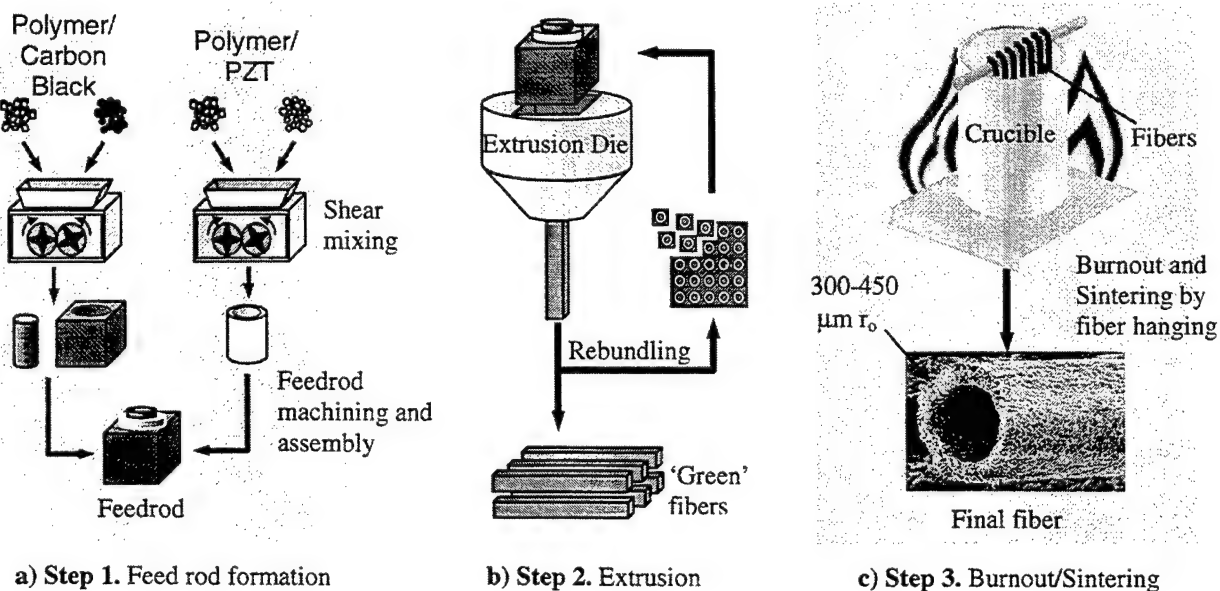 Polymer/
Carbon
Black
Polymer/
PZT
Shear
mixing
Feedrod
machining and
assembly
Feedrod
a) Step 1. Feed rod formation
Extrusion Die
Rebundling
'Green'
fibers
b) Step 2. Extrusion
Crucible
Fibers
300-450
μm rₒ
Burnout and
Sintering by
fiber hanging
Final fiber
c) Step 3. Burnout/Sintering